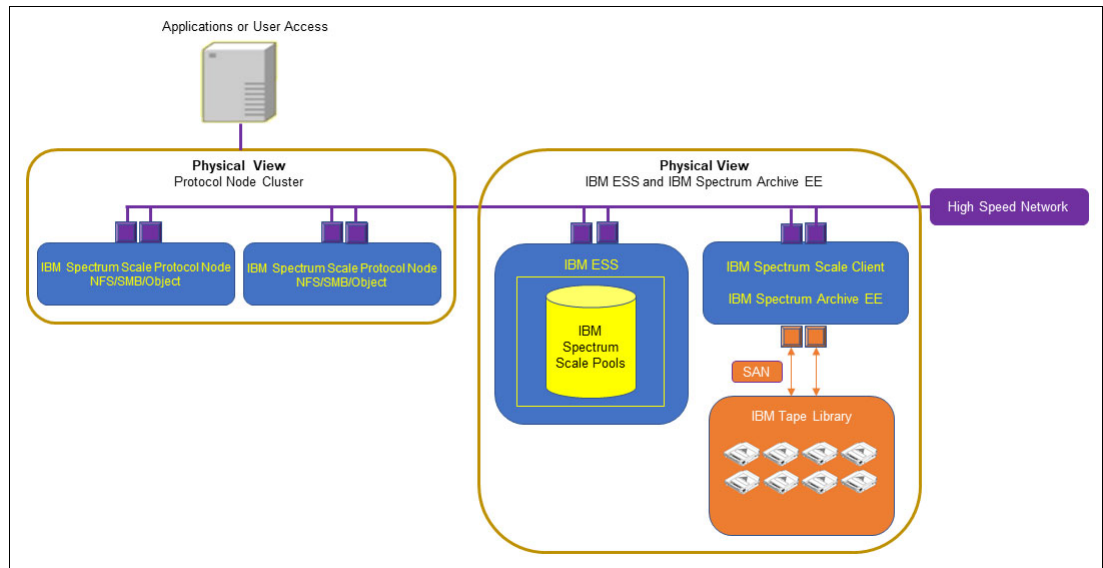 Applications or User Access
Physical View
Protocol Node Cluster
IBM Spectrum Scale Protocol Node
NFS/SMB/Object
IBM Spectrum Scale Protocol Node
NFS/SMB/Object
Physical View
IBM ESS and IBM Spectrum Archive EE
High Speed Network
IBM ESS
IBM
Spectrum
Scale Pools
IBM Spectrum Scale Client
IBM Spectrum Archive EE
SAN
IBM Tape Library